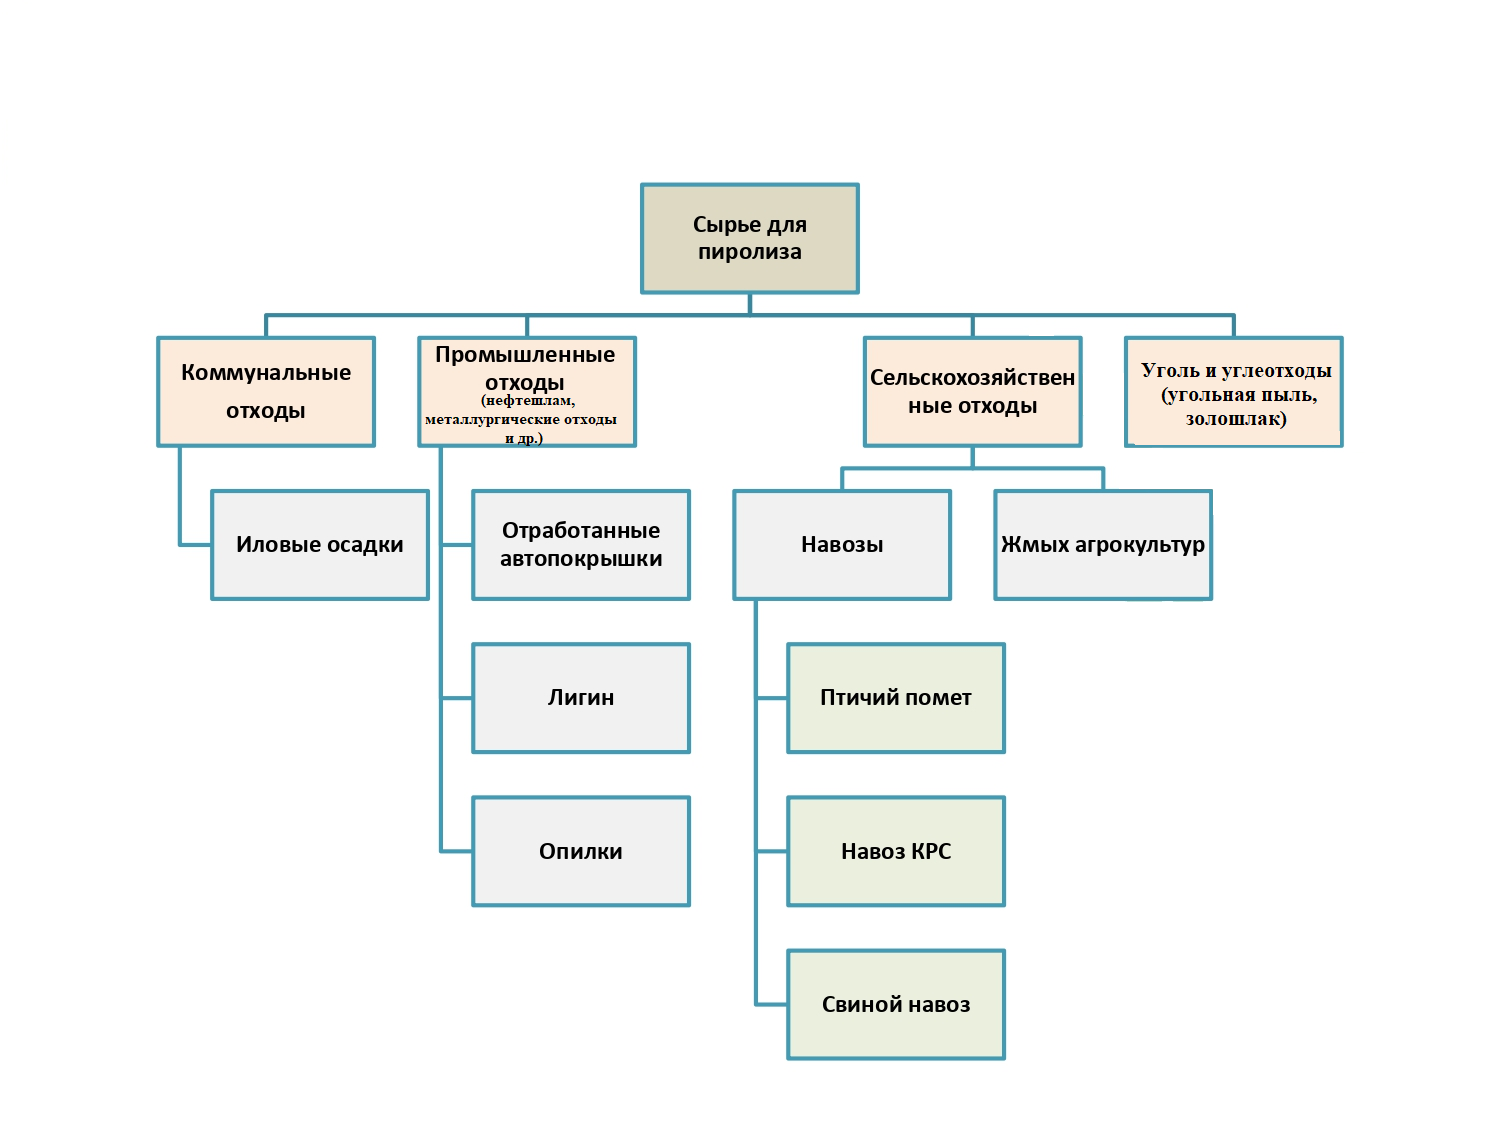 Сырье для
пиролиза
Коммунальные
отходы
Промышленные
отходы
(нефтешлам,
металлургические отходы
и др.)
Сельскохозяйствен
ные отходы
Уголь и углеотходы
(угольная пыль,
золошлак)
Иловые осадки
Отработанные
автопокрышки
Навозы
Жмых агрокультур
Лигин
Птичий помет
Опилки
Навоз КРС
Свиной навоз